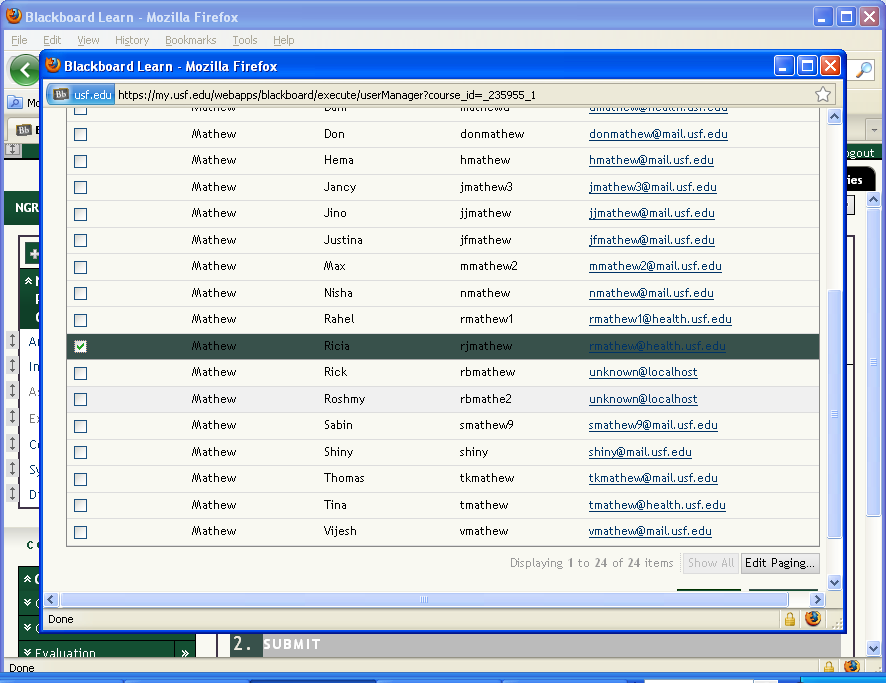 Blackboard Learn - Mozilla Firefox
File Edit View History Bookmarks Tools Help
Blackboard Learn - Mozilla Firefox
Bb usf.edu https://my.usf.edu/webapps/blackboard/execute/userManager?course_id=_235955_1
Mathew Don donmathew donmathew@mail.usf.edu
Mathew Hema hmathew hmathew@mail.usf.edu
Mathew Jancy jmathew3 jmathew3@mail.usf.edu
Mathew Jino jjmathew jjmathew@mail.usf.edu
Mathew Justina jfmathew jfmathew@mail.usf.edu
Mathew Max mmathew2 mmathew2@mail.usf.edu
Mathew Nisha nmathew nmathew@mail.usf.edu
Mathew Rahel rmathew1 rmathew1@health.usf.edu
Mathew Ricia rjmathew rmathew@health.usf.edu
Mathew Rick rbmathew unknown@localhost
Mathew Roshmy rbmathe2 unknown@localhost
Mathew Sabin smathew9 smathew9@mail.usf.edu
Mathew Shiny shiny shiny@mail.usf.edu
Mathew Thomas tkmathew tkmathew@mail.usf.edu
Mathew Tina tmathew tmathew@health.usf.edu
Mathew Vijesh vmathew vmathew@mail.usf.edu
Displaying 1 to 24 of 24 items Show All Edit Paging...
Done
NGR
Evaluation
2. SUBMIT
Done